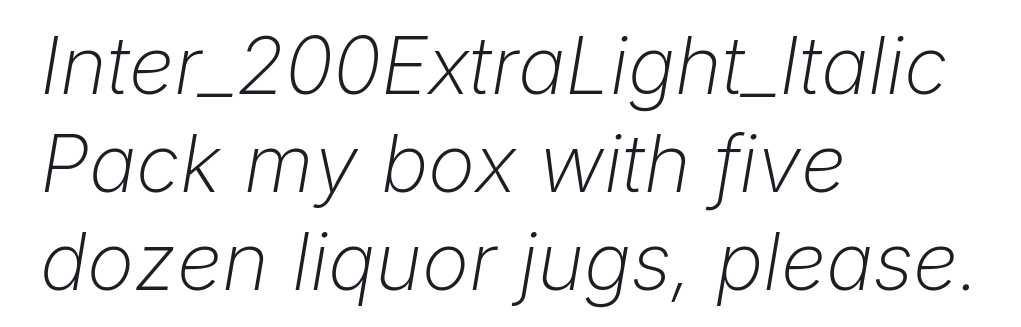 Inter_200ExtraLight_Italic
Pack my box with five
dozen liquor jugs, please.